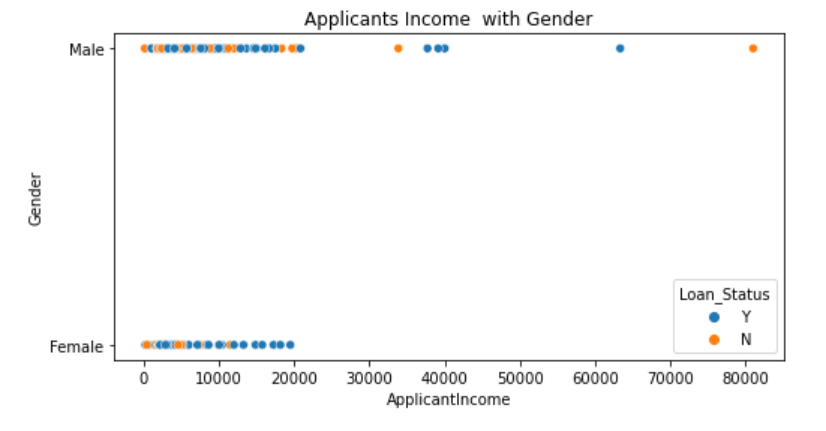 Applicants Income  with Gender
Male
Gender
Female
Loan_Status
Y
N
0 10000 20000 30000 40000 50000 60000 70000 80000
ApplicantIncome